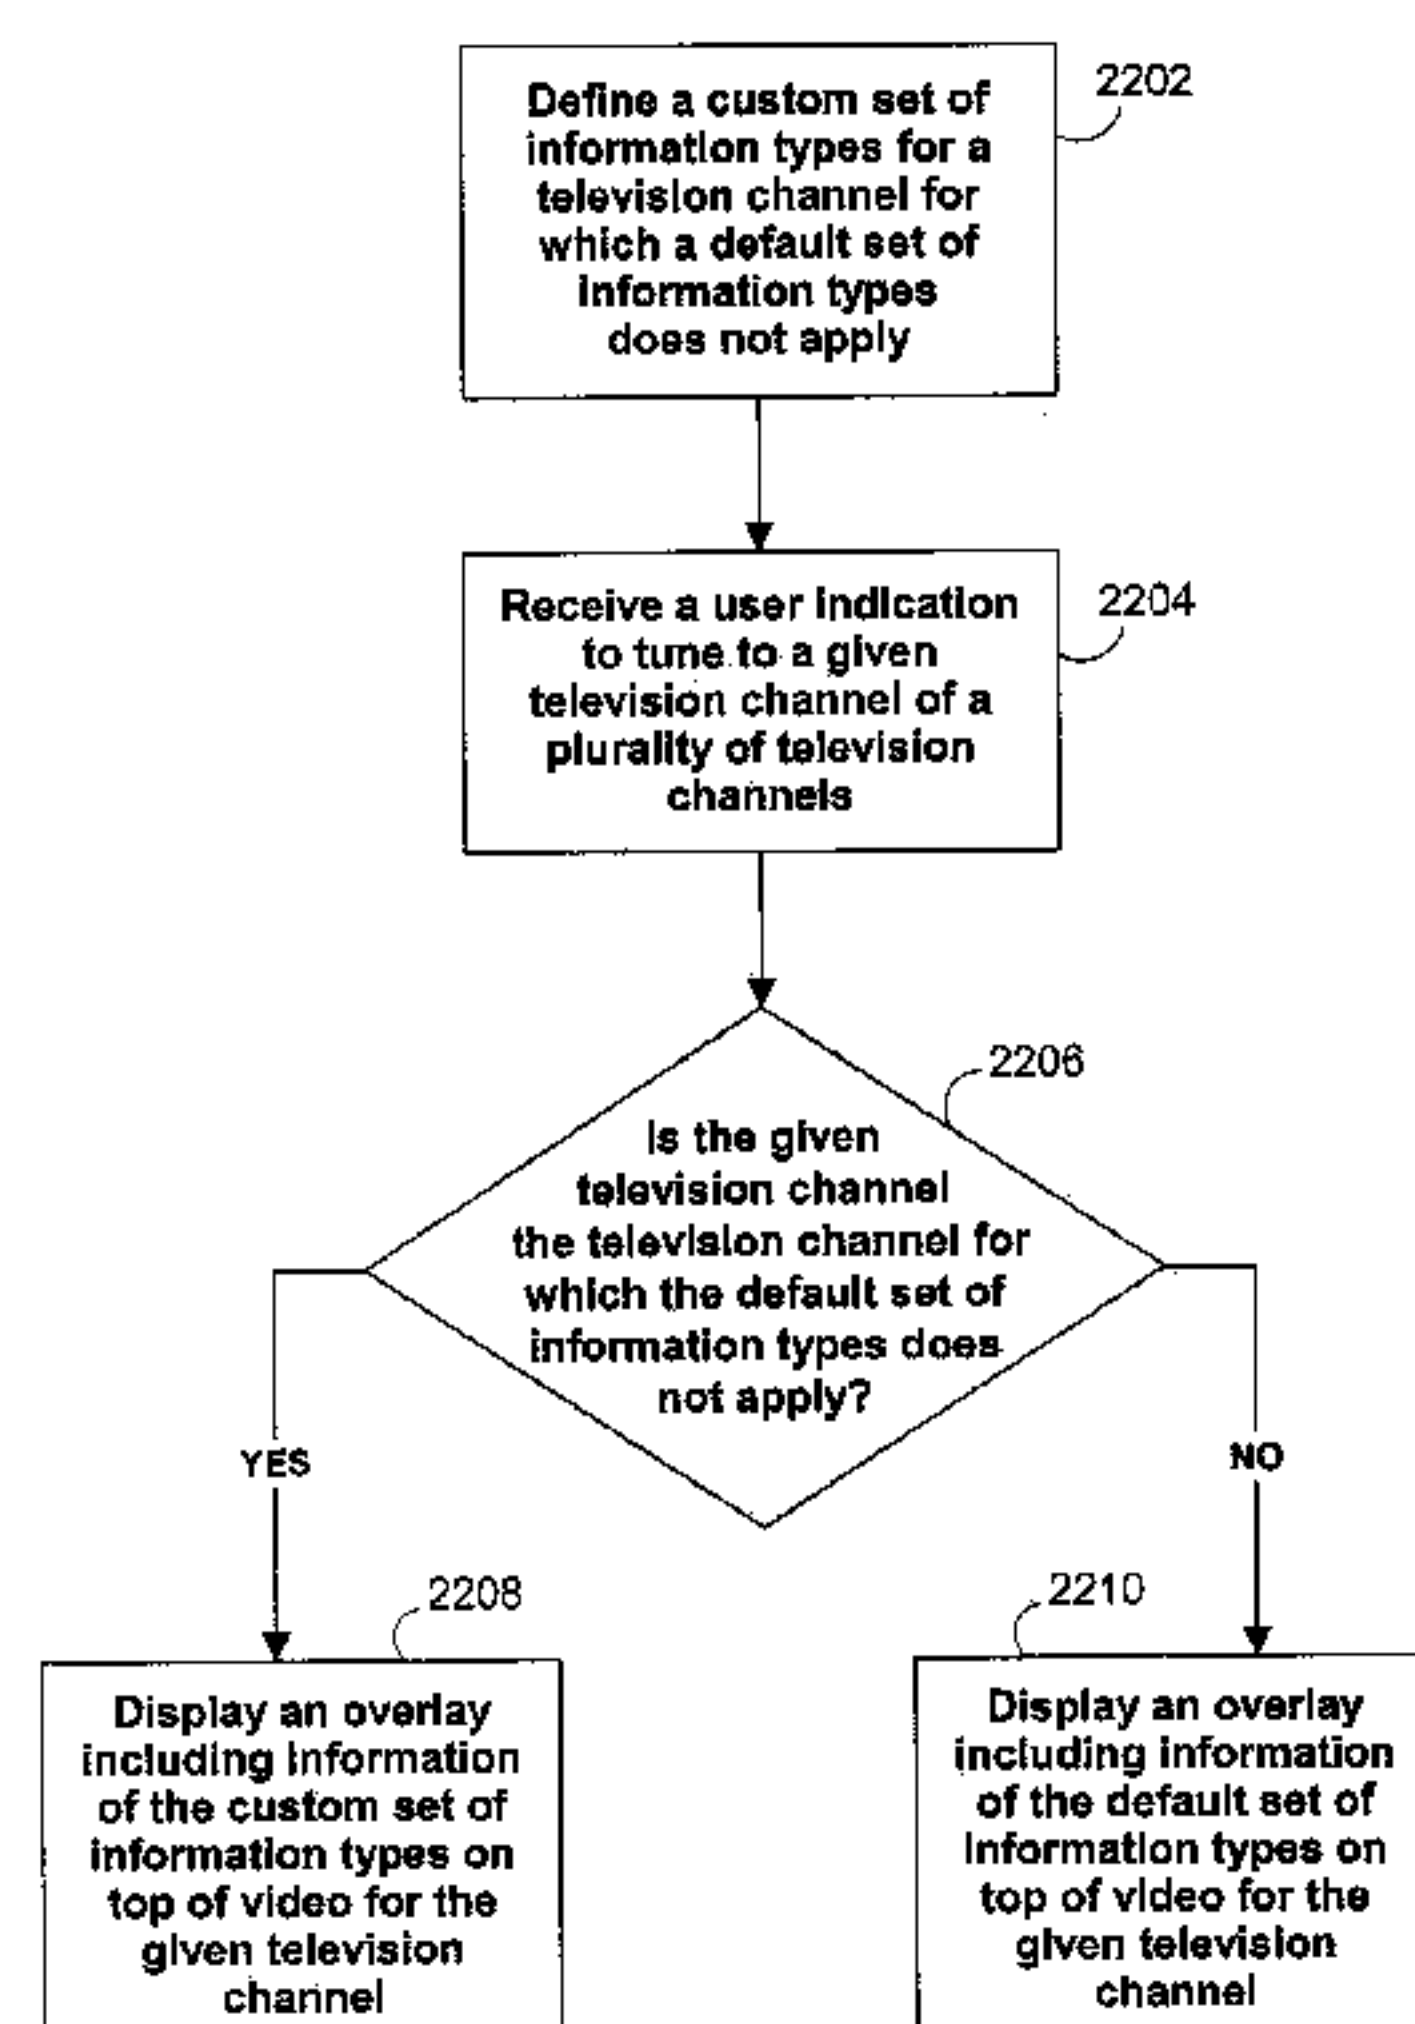 Define a custom set of
information types for a
television channel for
which a default set of
information types
does not apply
2202
Receive a user indication
to tune to a given
television channel of a
plurality of television
channels
2204
2206
Is the given
television channel
the television channel for
which the default set of
information types does
not apply?
YES
NO
2208
Display an overlay
including information
of the custom set of
information types on
top of video for the
given television
channel
2210
Display an overlay
including information
of the default set of
information types on
top of video for the
given television
channel